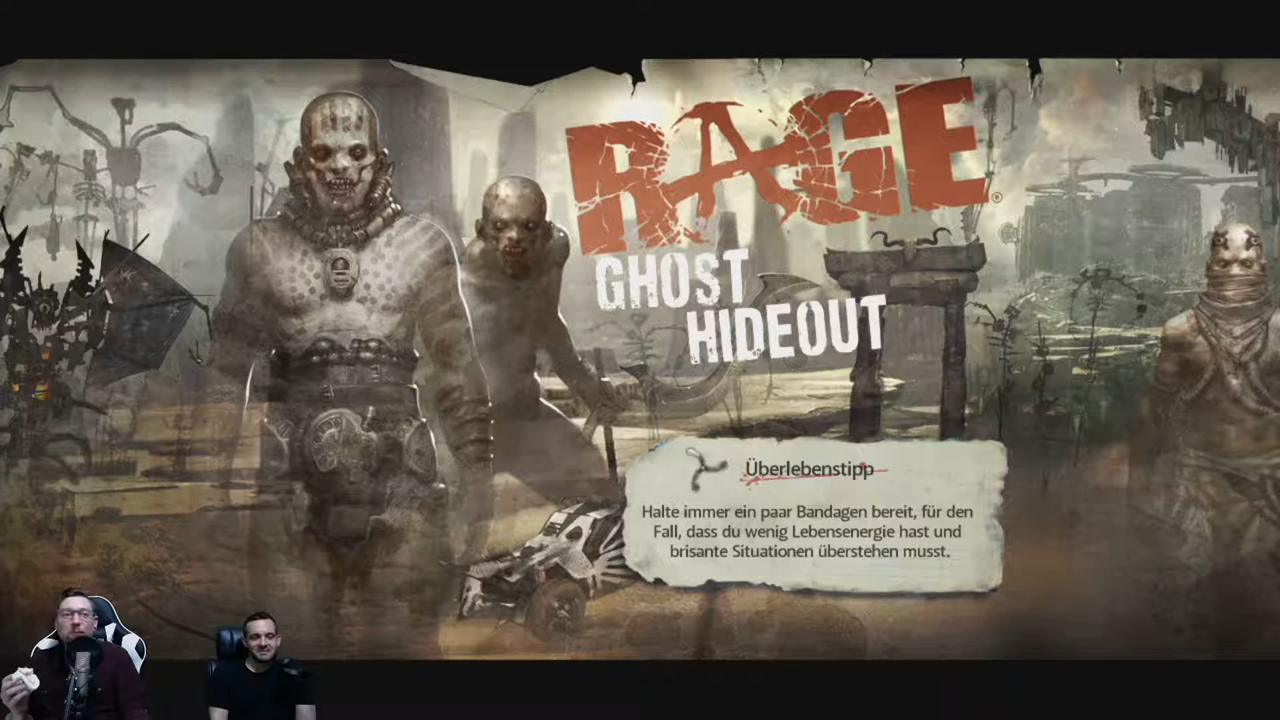 RAGE®
GHOST
HIDEOUT
Überlebenstipp
Halte immer ein paar Bandagen bereit, für den
Fall, dass du wenig Lebensenergie hast und
brisante Situationen überstehen musst.